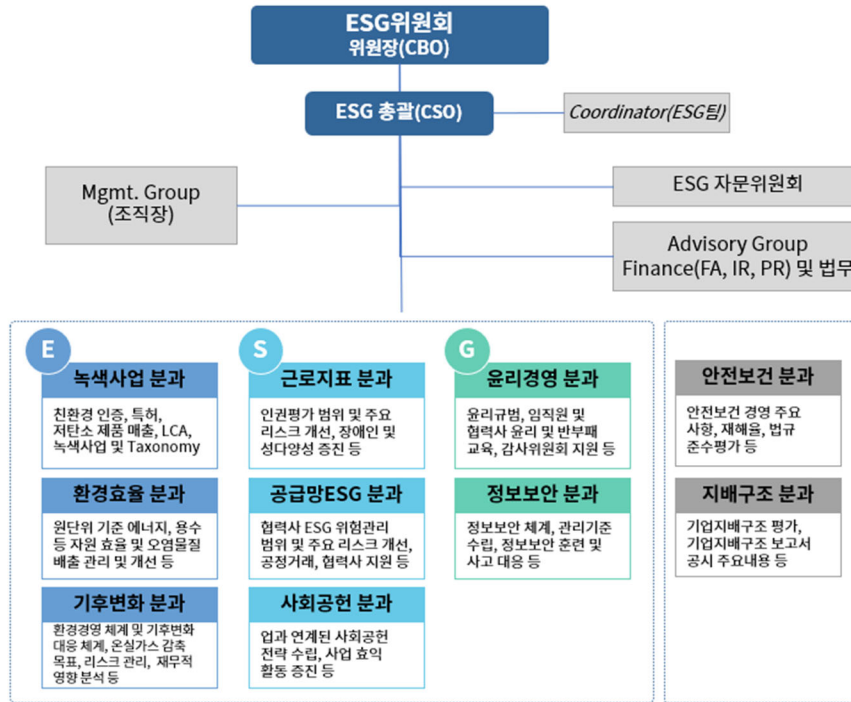 ESG위원회
위원장(CBO)
ESG 총괄(CSO)
Coordinator(ESG팀)
Mgmt. Group
(조직장)
ESG 자문위원회
Advisory Group
Finance(FA, IR, PR) 및 법무
E
녹색사업 분과
친환경 인증, 특허,
저탄소 제품 매출, LCA,
녹색사업 및 Taxonomy
환경효율 분과
원단위 기준 에너지, 용수
등 자원 효율 및 오염물질
배출 관리 및 개선 등
기후변화 분과
환경경영 체계 및 기후변화
대응 체계, 온실가스 감축
목표, 리스크 관리, 재무적
영향 분석 등
S
근로지표 분과
인권평가 범위 및 주요
리스크 개선, 장애인 및
성다양성 증진 등
공급망ESG 분과
협력사 ESG 위험관리
범위 및 주요 리스크 개선,
공정거래, 협력사 지원 등
사회공헌 분과
업과 연계된 사회공헌
전략 수립, 사업 효익
활동 증진 등
G
윤리경영 분과
윤리규범, 임직원 및
협력사 윤리 및 반부패
교육, 감사위원회 지원 등
정보보안 분과
정보보안 체계, 관리기준
수립, 정보보안 훈련 및
사고 대응 등
안전보건 분과
안전보건 경영 주요
사항, 재해율, 법규
준수평가 등
지배구조 분과
기업지배구조 평가,
기업지배구조 보고서
공시 주요내용 등